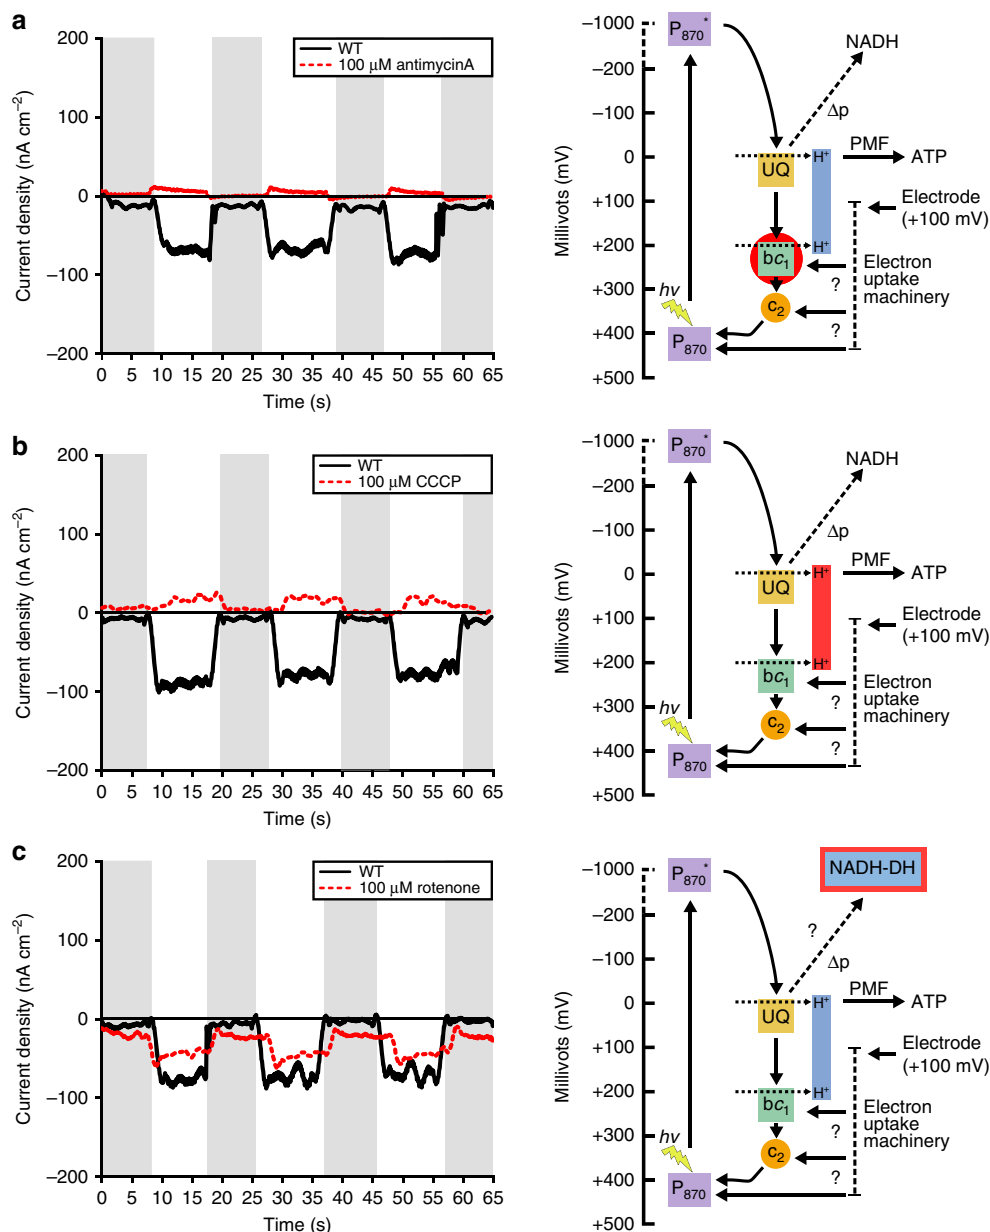 a
200
100
0
−100
−200
Current density (nA cm−2)
WT
100 μM antimycinA
0 5 10 15 20 25 30 35 40 45 50 55 60 65
Time (s)
Millivots (mV)
−1000
−200
−100
0
+100
+200
+300
+400
+500
P870*
NADH
Δp
UQ
H+
PMF
ATP
Electrode
(+100 mV)
H+
bc1
Electron
uptake
machinery
?
c2
?
hv
P870
b
200
100
0
−100
−200
Current density (nA cm−2)
WT
100 μM CCCP
0 5 10 15 20 25 30 35 40 45 50 55 60 65
Time (s)
Millivots (mV)
−1000
−200
−100
0
+100
+200
+300
+400
+500
P870*
NADH
Δp
UQ
H+
PMF
ATP
Electrode
(+100 mV)
H+
bc1
Electron
uptake
machinery
?
c2
?
hv
P870
c
200
100
0
−100
−200
Current density (nA cm−2)
WT
100 μM rotenone
0 5 10 15 20 25 30 35 40 45 50 55 60 65
Time (s)
Millivots (mV)
−1000
−200
−100
0
+100
+200
+300
+400
+500
P870*
NADH-DH
?
Δp
UQ
H+
PMF
ATP
Electrode
(+100 mV)
H+
bc1
Electron
uptake
machinery
?
c2
?
hv
P870